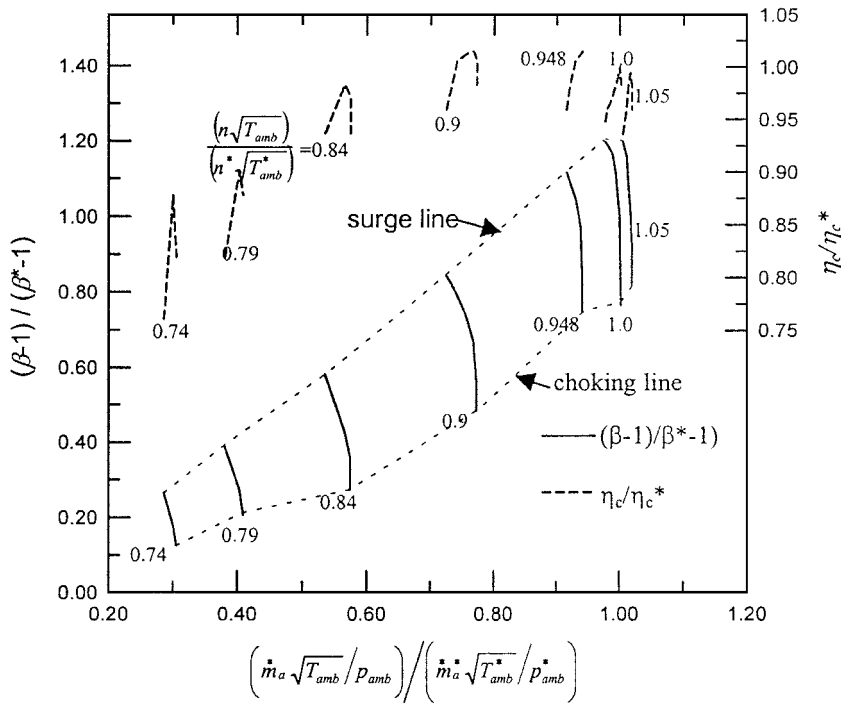 1.05
1.40
0.948
1.0
1.00
1.05
1.20
0.9
0.95
(n√T_amb)
(n*√T*_amb)
=0.84
0.90
1.00
surge line
0.85
0.79
1.05
(β-1) / (β*-1)
η_c/η_c*
0.80
0.80
0.74
0.948
1.0
0.75
0.60
choking line
0.9
0.40
(β-1)/β*-1)
0.84
η_c/η_c*
0.20
0.79
0.74
0.00
0.20 0.40 0.60 0.80 1.00 1.20
(ṁ_a √T_amb / p_amb) / (ṁ*_a √T*_amb / p*_amb)